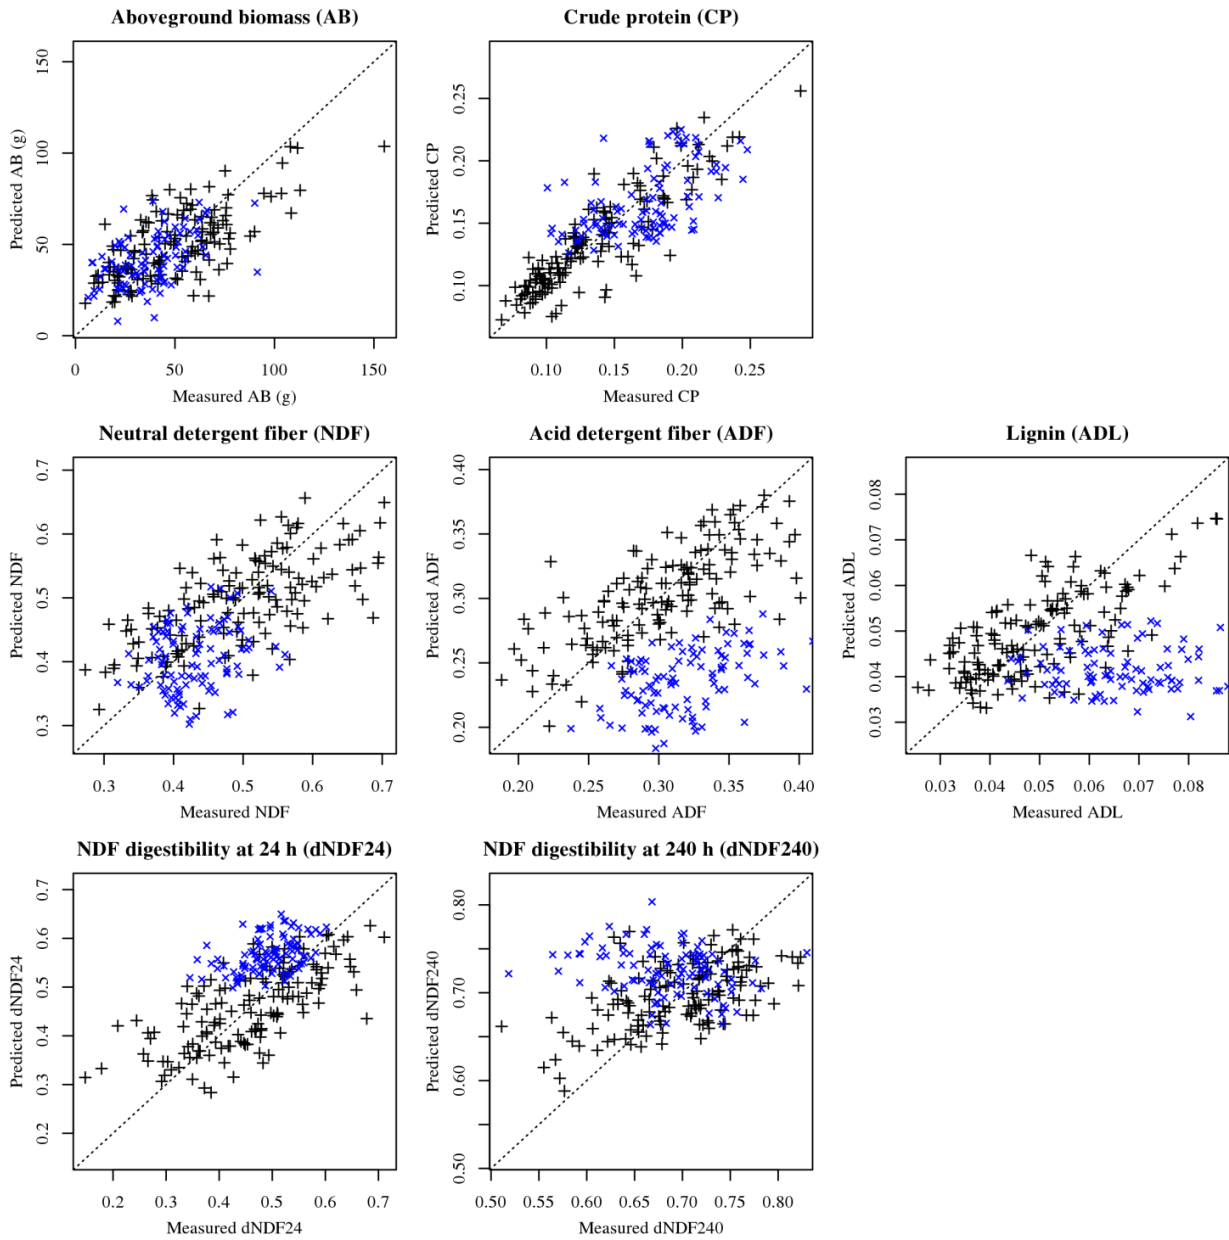 Aboveground biomass (AB)
Predicted AB (g)
0 50 100 150
0 50 100 150
Measured AB (g)
Crude protein (CP)
Predicted CP
0.10 0.15 0.20 0.25
0.10 0.15 0.20 0.25
Measured CP
Neutral detergent fiber (NDF)
Predicted NDF
0.3 0.4 0.5 0.6 0.7
0.3 0.4 0.5 0.6 0.7
Measured NDF
Acid detergent fiber (ADF)
Predicted ADF
0.20 0.25 0.30 0.35 0.40
0.20 0.25 0.30 0.35 0.40
Measured ADF
Lignin (ADL)
Predicted ADL
0.03 0.04 0.05 0.06 0.07 0.08
0.03 0.04 0.05 0.06 0.07 0.08
Measured ADL
NDF digestibility at 24 h (dNDF24)
Predicted dNDF24
0.2 0.3 0.4 0.5 0.6 0.7
0.2 0.3 0.4 0.5 0.6 0.7
Measured dNDF24
NDF digestibility at 240 h (dNDF240)
Predicted dNDF240
0.50 0.60 0.70 0.80
0.50 0.55 0.60 0.65 0.70 0.75 0.80
Measured dNDF240